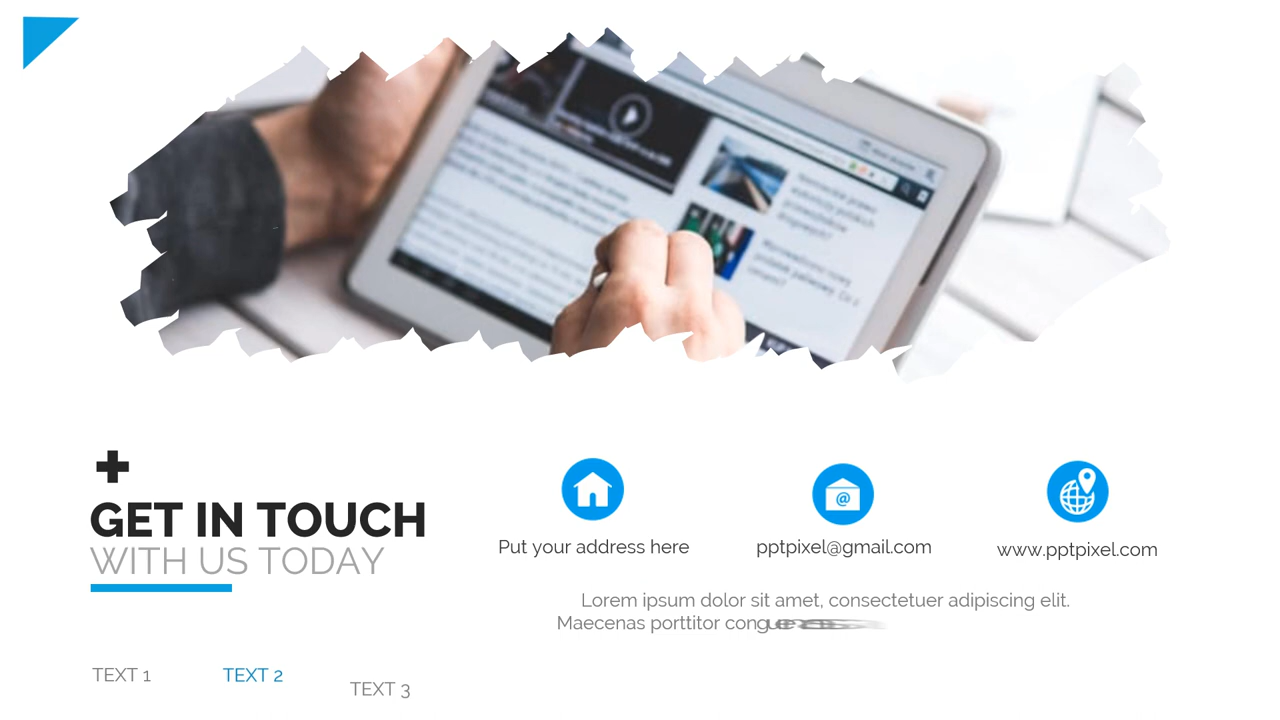 GET IN TOUCH
WITH US TODAY
Put your address here
pptpixel@gmail.com
www.pptpixel.com
Lorem ipsum dolor sit amet, consectetuer adipiscing elit.
Maecenas porttitor
TEXT 1
TEXT 2
TEXT 3